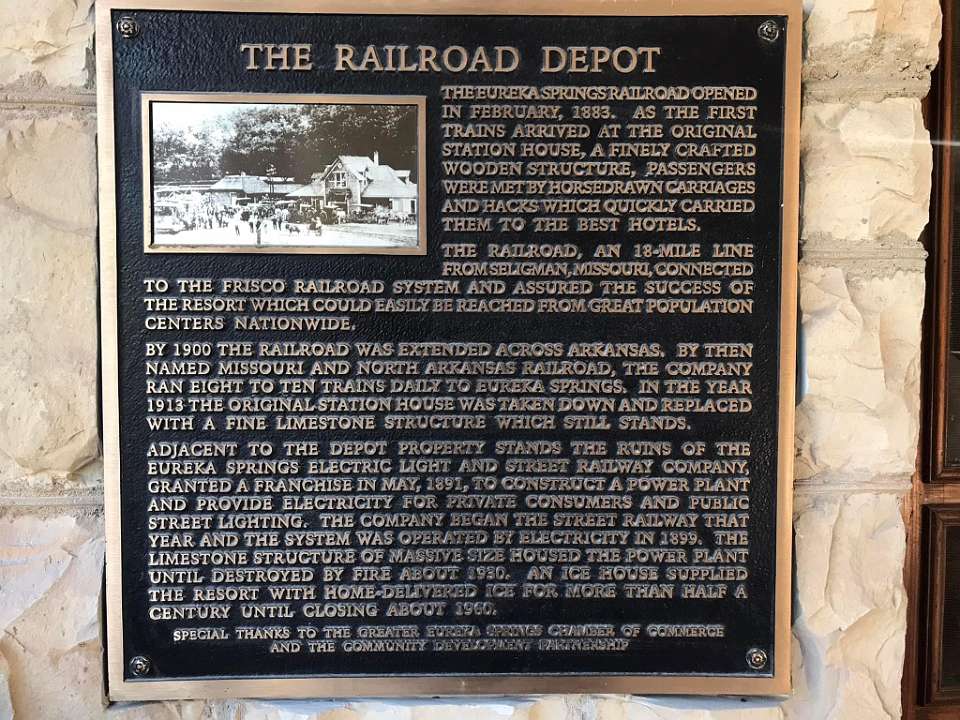 THE RAILROAD DEPOT
THE EUREKA SPRINGS RAILROAD OPENED
IN FEBRUARY, 1883. AS THE FIRST
TRAINS ARRIVED AT THE ORIGINAL
STATION HOUSE, A FINELY CRAFTED
WOODEN STRUCTURE, PASSENGERS
WERE MET BY HORSEDRAWN CARRIAGES
AND HACKS WHICH QUICKLY CARRIED
THEM TO THE BEST HOTELS.
THE RAILROAD, AN 18-MILE LINE
FROM SELIGMAN, MISSOURI, CONNECTED
TO THE FRISCO RAILROAD SYSTEM AND ASSURED THE SUCCESS OF
THE RESORT WHICH COULD EASILY BE REACHED FROM GREAT POPULATION
CENTERS NATIONWIDE.
BY 1900 THE RAILROAD WAS EXTENDED ACROSS ARKANSAS. BY THEN
NAMED MISSOURI AND NORTH ARKANSAS RAILROAD, THE COMPANY
RAN EIGHT TO TEN TRAINS DAILY TO EUREKA SPRINGS. IN THE YEAR
1913 THE ORIGINAL STATION HOUSE WAS TAKEN DOWN AND REPLACED
WITH A FINE LIMESTONE STRUCTURE WHICH STILL STANDS.
ADJACENT TO THE DEPOT PROPERTY STANDS THE RUINS OF THE
EUREKA SPRINGS ELECTRIC LIGHT AND STREET RAILWAY COMPANY,
GRANTED A FRANCHISE IN MAY, 1891, TO CONSTRUCT A POWER PLANT
AND PROVIDE ELECTRICITY FOR PRIVATE CONSUMERS AND PUBLIC
STREET LIGHTING. THE COMPANY BEGAN THE STREET RAILWAY THAT
YEAR AND THE SYSTEM WAS OPERATED BY ELECTRICITY IN 1899. THE
LIMESTONE STRUCTURE OF MASSIVE SIZE HOUSED THE POWER PLANT
UNTIL DESTROYED BY FIRE ABOUT 1930. AN ICE HOUSE SUPPLIED
THE RESORT WITH HOME-DELIVERED ICE FOR MORE THAN HALF A
CENTURY UNTIL CLOSING ABOUT 1960.
SPECIAL THANKS TO THE GREATER EUREKA SPRINGS CHAMBER OF COMMERCE
AND THE COMMUNITY DEVELOPMENT PARTNERSHIP